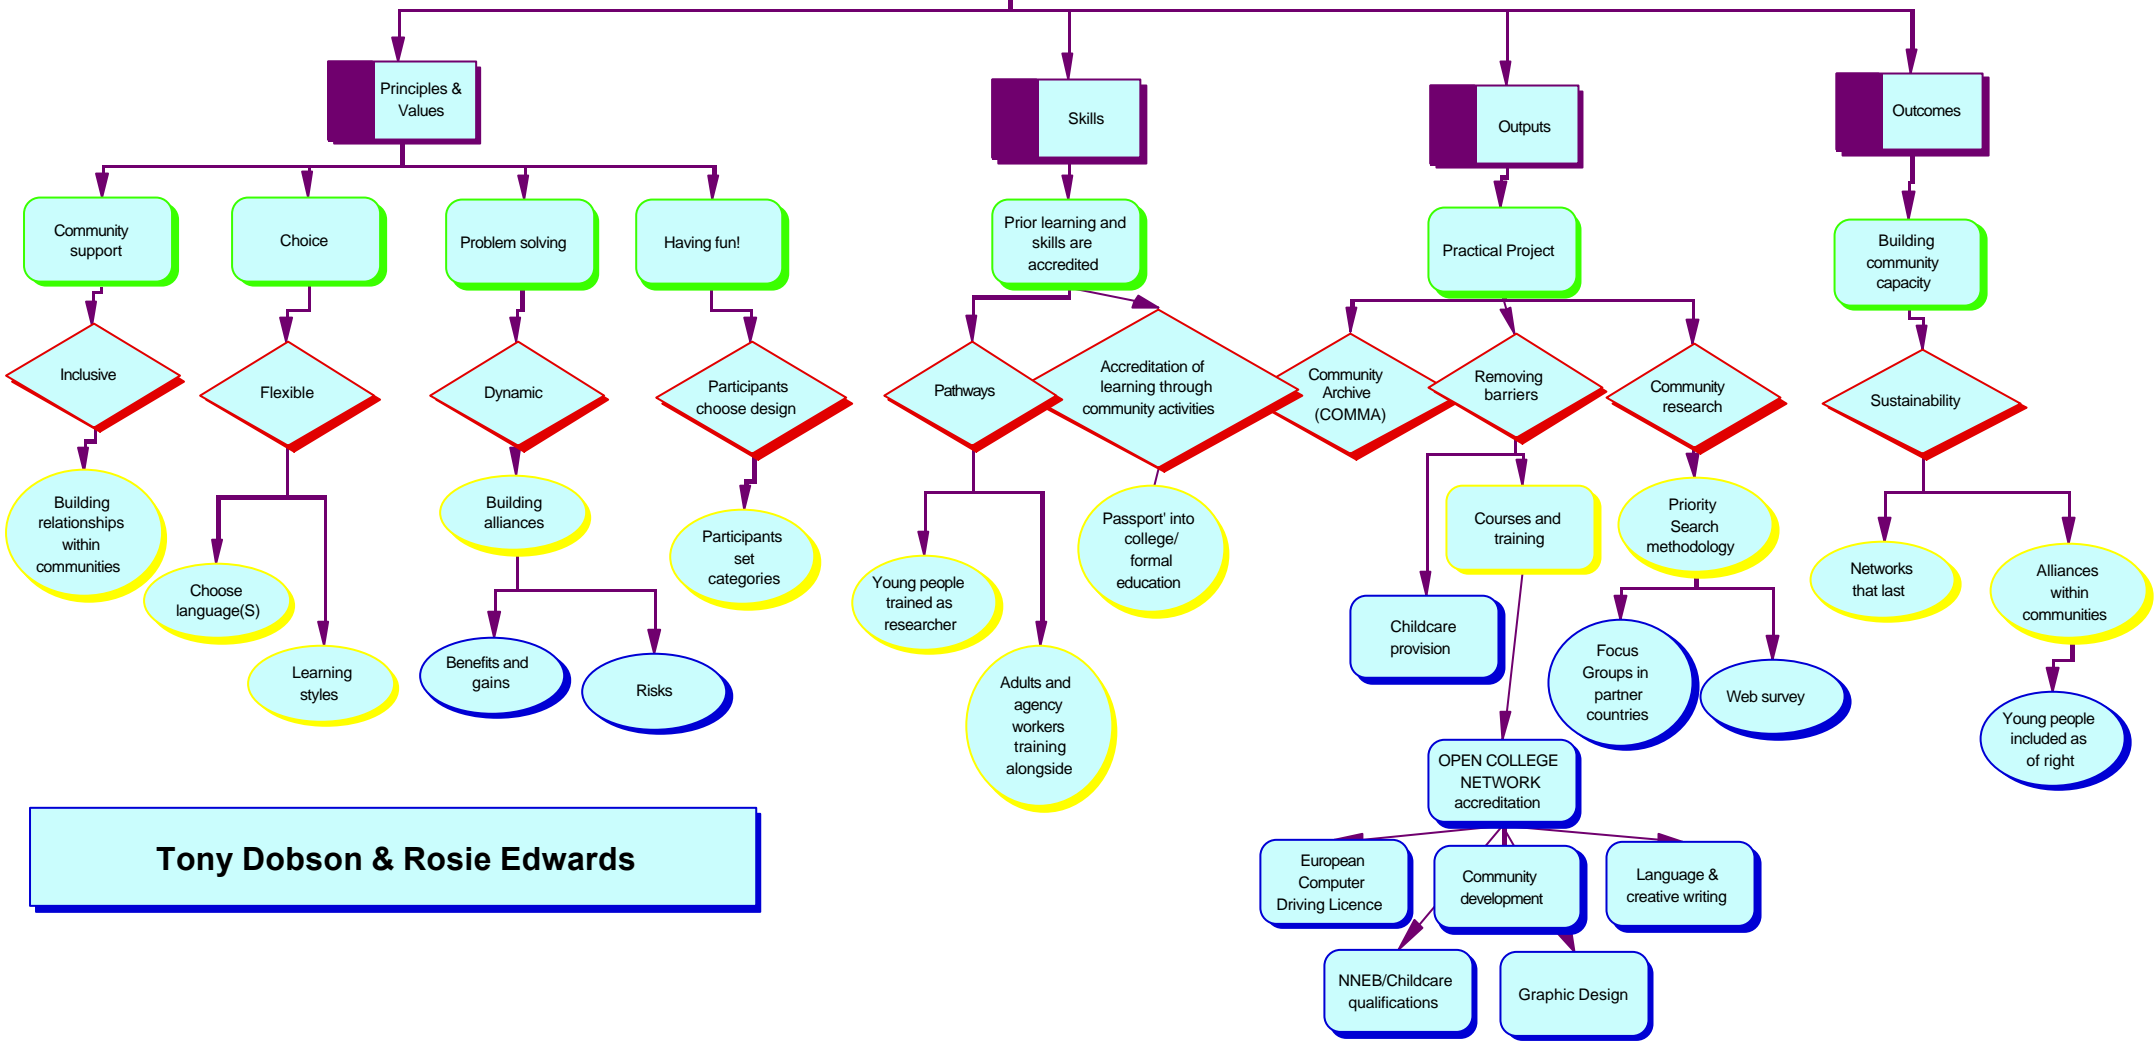 Principles &
Values
Skills
Outputs
Outcomes
Community
support
Choice
Problem solving
Having fun!
Prior learning and
skills are
accredited
Practical Project
Building
community
capacity
Inclusive
Flexible
Dynamic
Participants
choose design
Pathways
Accreditation of
learning through
community activities
Community
Archive
(COMMA)
Removing
barriers
Community
research
Sustainability
Building
relationships
within
communities
Choose
language(S)
Learning
styles
Building
alliances
Benefits and
gains
Risks
Participants
set
categories
Young people
trained as
researcher
Adults and
agency
workers
training
alongside
Passport' into
college/
formal
education
Courses and
training
Childcare
provision
Priority
Search
methodology
Focus
Groups in
partner
countries
Web survey
Networks
that last
Alliances
within
communities
Young people
included as
of right
OPEN COLLEGE
NETWORK
accreditation
European
Computer
Driving Licence
Community
development
Language &
creative writing
NNEB/Childcare
qualifications
Graphic Design
Tony Dobson & Rosie Edwards